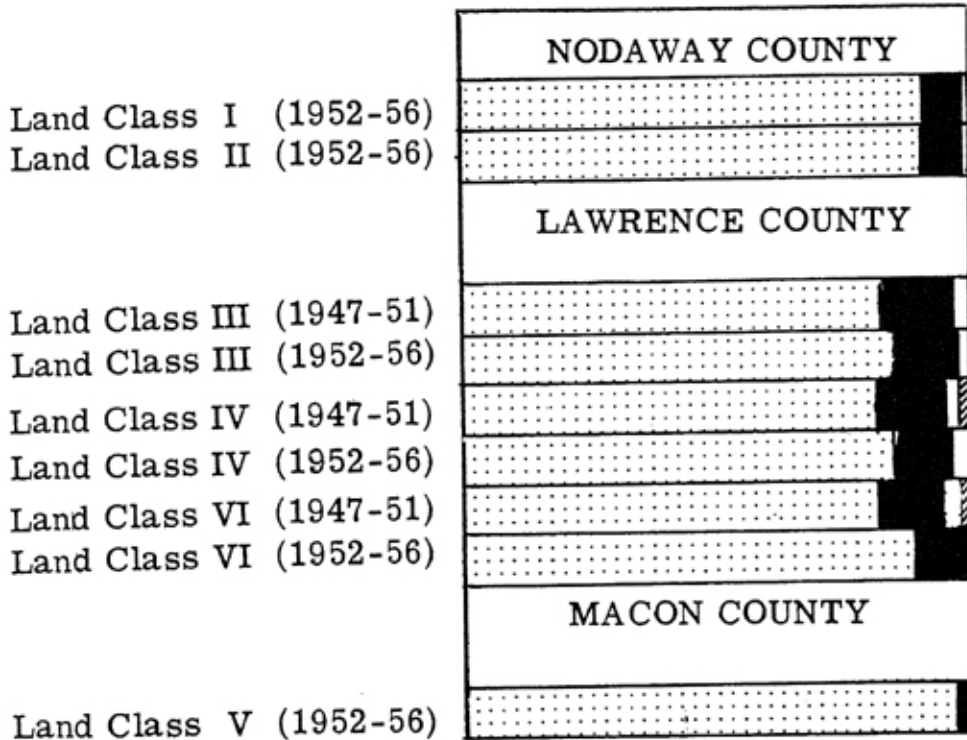 NODAWAY COUNTY
Land Class I (1952-56)
Land Class II (1952-56)
LAWRENCE COUNTY
Land Class III (1947-51)
Land Class III (1952-56)
Land Class IV (1947-51)
Land Class IV (1952-56)
Land Class VI (1947-51)
Land Class VI (1952-56)
MACON COUNTY
Land Class V (1952-56)